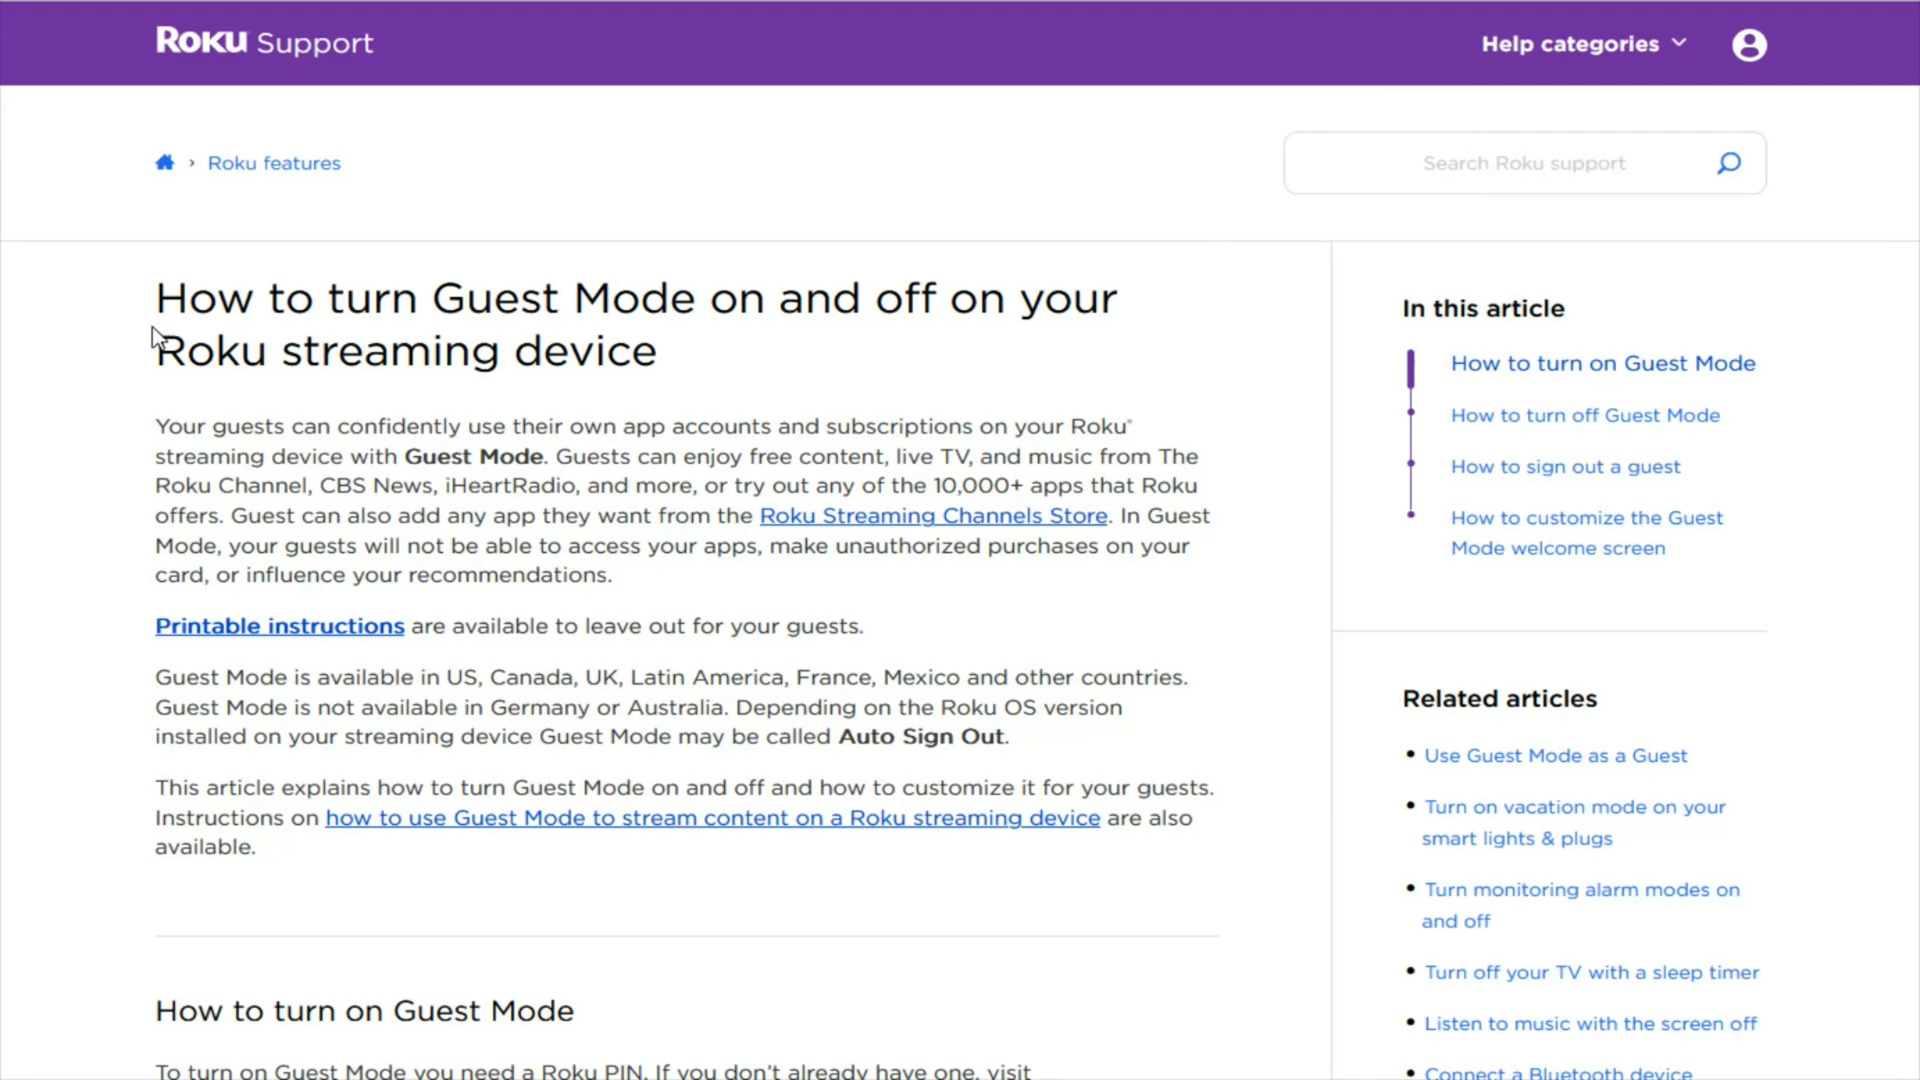 Roku Support
Help categories
Roku features
Search Roku support
How to turn Guest Mode on and off on your
Roku streaming device
Your guests can confidently use their own app accounts and subscriptions on your Roku®
streaming device with Guest Mode. Guests can enjoy free content, live TV, and music from The
Roku Channel, CBS News, iHeartRadio, and more, or try out any of the 10,000+ apps that Roku
offers. Guest can also add any app they want from the Roku Streaming Channels Store. In Guest
Mode, your guests will not be able to access your apps, make unauthorized purchases on your
card, or influence your recommendations.
Printable instructions are available to leave out for your guests.
Guest Mode is available in US, Canada, UK, Latin America, France, Mexico and other countries.
Guest Mode is not available in Germany or Australia. Depending on the Roku OS version
installed on your streaming device Guest Mode may be called Auto Sign Out.
This article explains how to turn Guest Mode on and off and how to customize it for your guests.
Instructions on how to use Guest Mode to stream content on a Roku streaming device are also
available.
How to turn on Guest Mode
To turn on Guest Mode you need a Roku PIN. If you don't already have one, visit
In this article
How to turn on Guest Mode
How to turn off Guest Mode
How to sign out a guest
How to customize the Guest
Mode welcome screen
Related articles
Use Guest Mode as a Guest
Turn on vacation mode on your
smart lights & plugs
Turn monitoring alarm modes on
and off
Turn off your TV with a sleep timer
Listen to music with the screen off
Connect a Bluetooth device